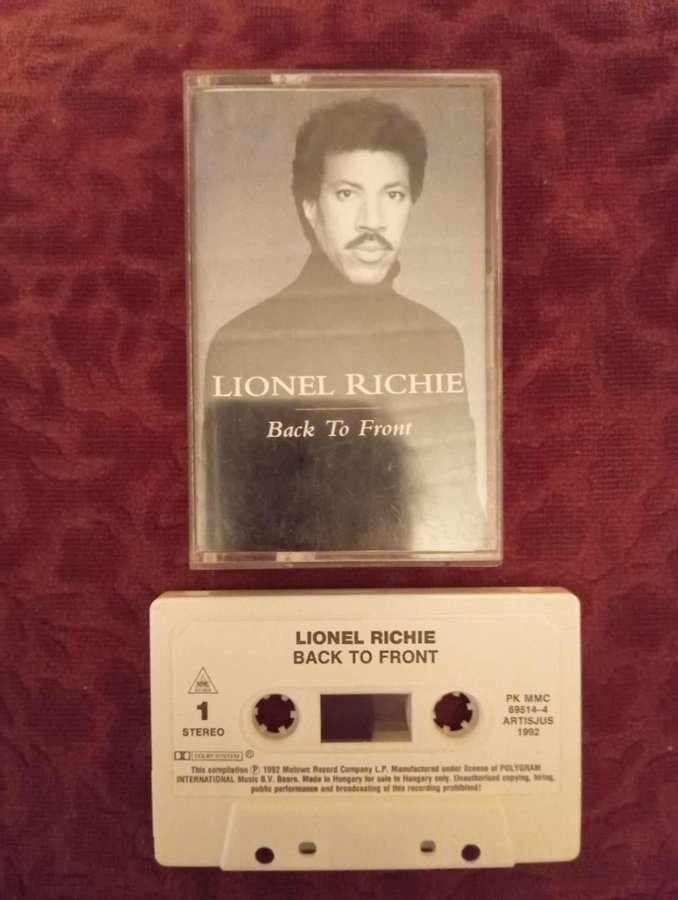 LIONEL RICHIE
Back To Front
LIONEL RICHIE
BACK TO FRONT
MMC
1
STEREO
PK MMC
69514-4
ARTISJUS
1992
DOLBY SYSTEM ®
This compilation Ⓟ 1992 Motown Record Company L.P. Manufactured under license of POLYGRAM
INTERNATIONAL Music B.V. Baarn. Made in Hungary for sale in Hungary only. Unauthorised copying, hiring,
public performance and broadcasting of this recording prohibited!